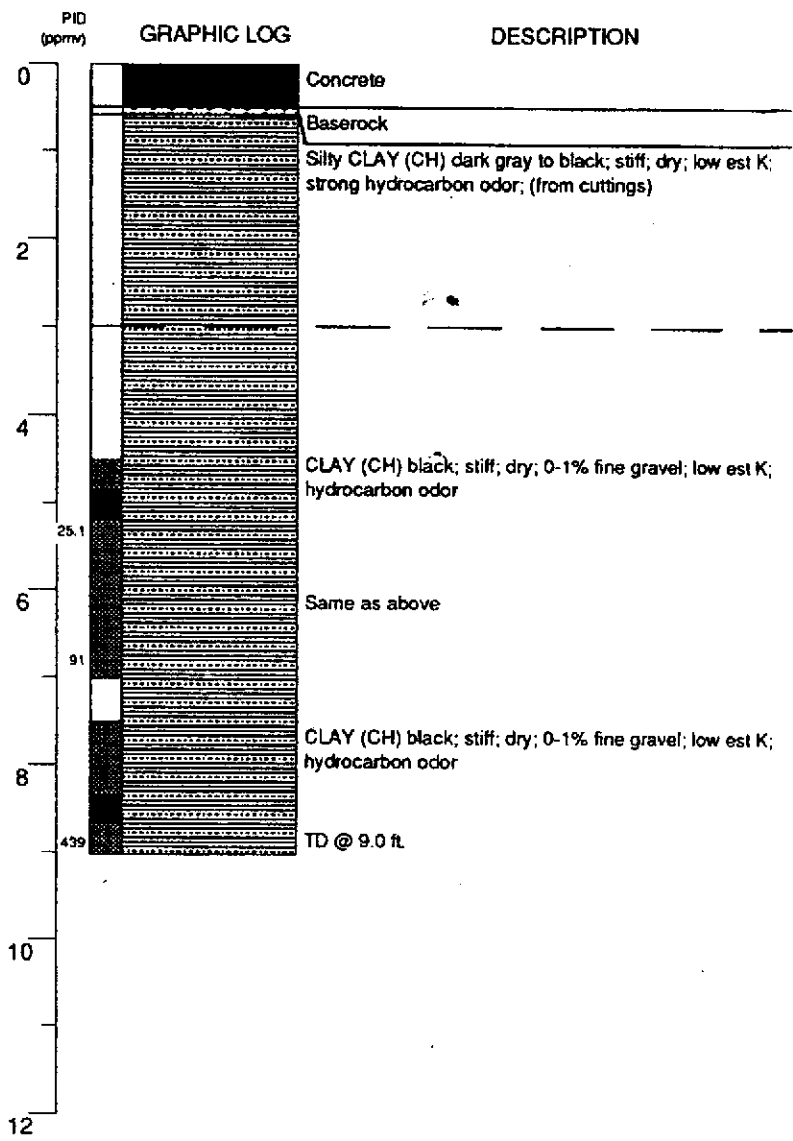 PID
(ppmv)
GRAPHIC LOG
DESCRIPTION
0
Concrete
Baserock
Silty CLAY (CH) dark gray to black; stiff; dry; low est K;
strong hydrocarbon odor; (from cuttings)
2
4
CLAY (CH) black; stiff; dry; 0-1% fine gravel; low est K;
hydrocarbon odor
25.1
6
Same as above
91
CLAY (CH) black; stiff; dry; 0-1% fine gravel; low est K;
hydrocarbon odor
8
439
TD @ 9.0 ft.
10
12